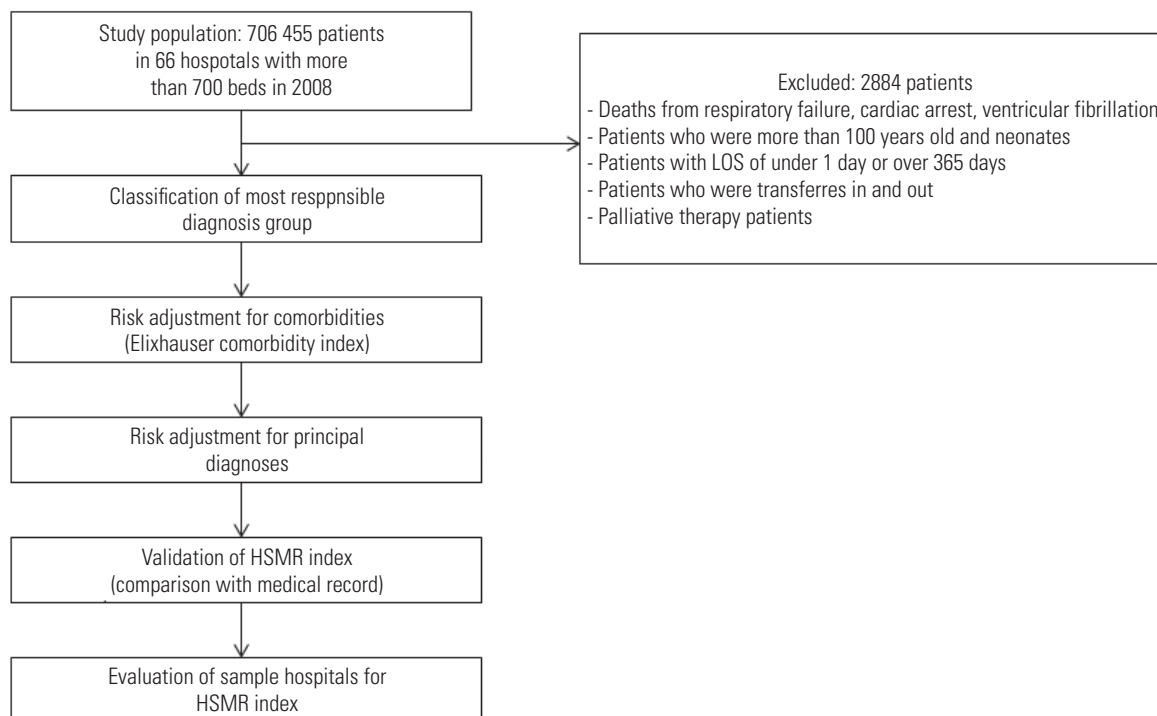 Study population: 706 455 patients
in 66 hospotals with more
than 700 beds in 2008
Excluded: 2884 patients
- Deaths from respiratory failure, cardiac arrest, ventricular fibrillation
- Patients who were more than 100 years old and neonates
- Patients with LOS of under 1 day or over 365 days
- Patients who were transferres in and out
- Palliative therapy patients
Classification of most resppnsible
diagnosis group
Risk adjustment for comorbidities
(Elixhauser comorbidity index)
Risk adjustment for principal
diagnoses
Validation of HSMR index
(comparison with medical record)
Evaluation of sample hospitals for
HSMR index